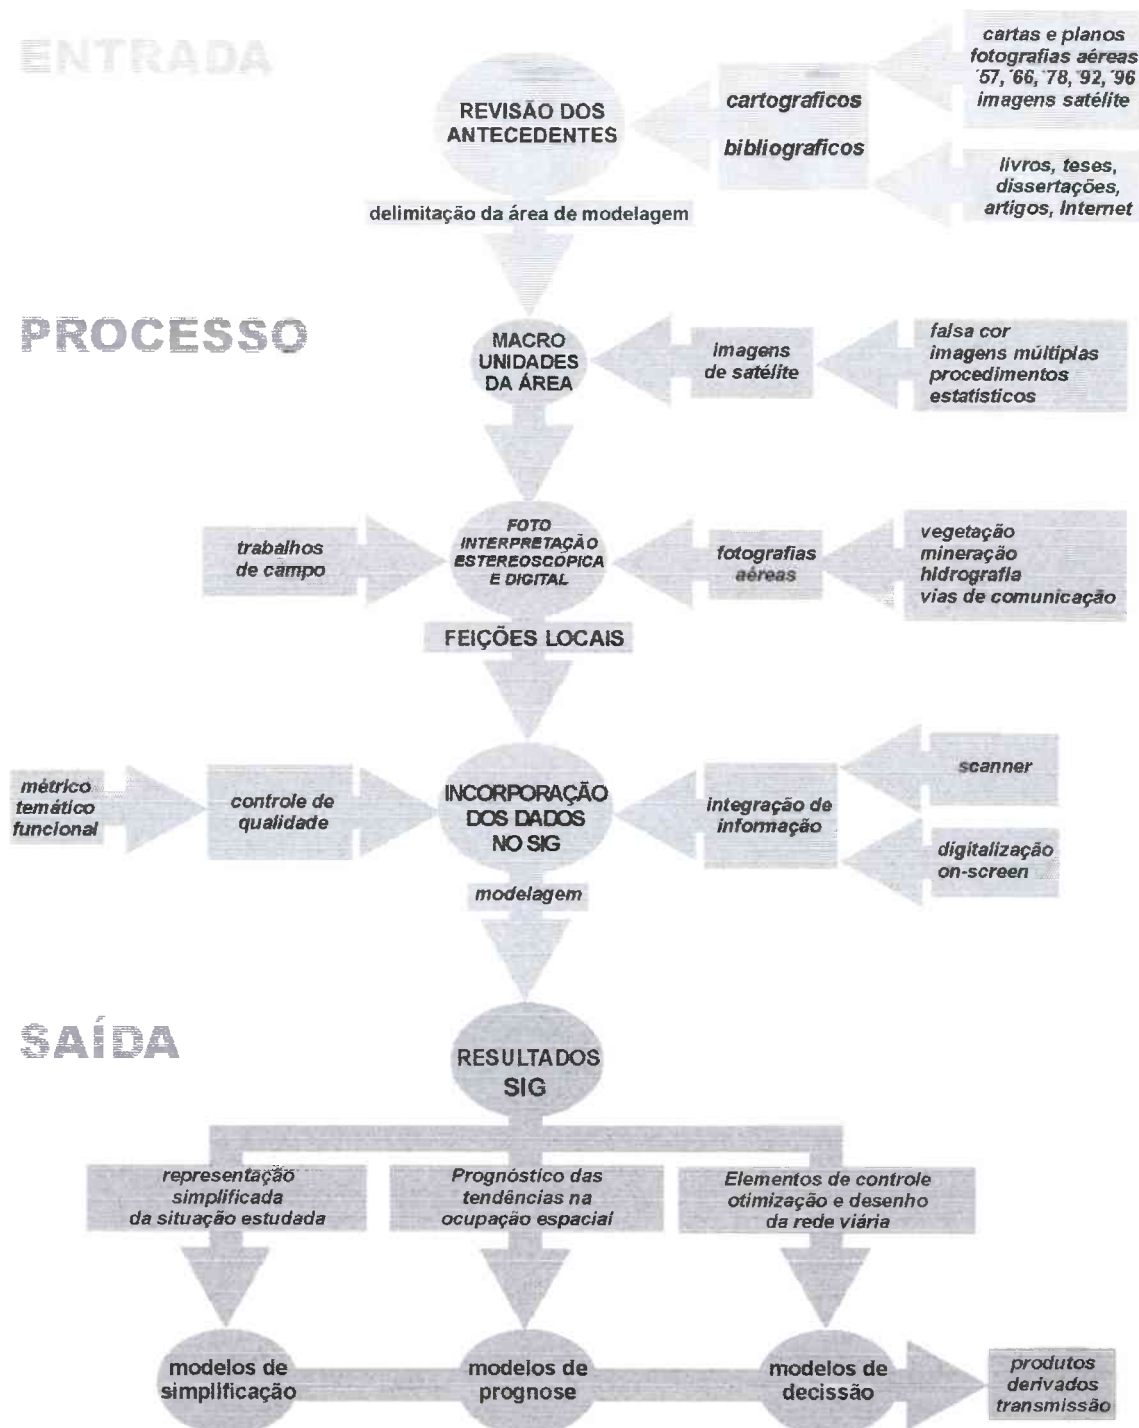 ENTRADA
REVISÃO DOS
ANTECEDENTES
cartograficos
bibliograficos
cartas e planos
fotografias aéreas
´57, ´66, ´78, ´92, ´96
imagens satélite
livros, teses,
dissertações,
artigos, Internet
delimitação da área de modelagem
PROCESSO
MACRO
UNIDADES
DA ÁREA
imagens
de satélite
falsa cor
imagens múltiplas
procedimentos
estatísticos
trabalhos
de campo
FOTO
INTERPRETAÇÃO
ESTEREOSCÓPICA
E DIGITAL
fotografias
aéreas
vegetação
mineração
hidrografia
vias de comunicação
FEIÇÕES LOCAIS
métrico
temático
funcional
controle de
qualidade
INCORPORAÇÃO
DOS DADOS
NO SIG
integração de
informação
scanner
digitalização
on-screen
modelagem
SAÍDA
RESULTADOS
SIG
representação
simplificada
da situação estudada
Prognóstico das
tendências na
ocupação espacial
Elementos de controle
otimização e desenho
da rede viária
modelos de
simplificação
modelos de
prognose
modelos de
decissão
produtos
derivados
transmissão